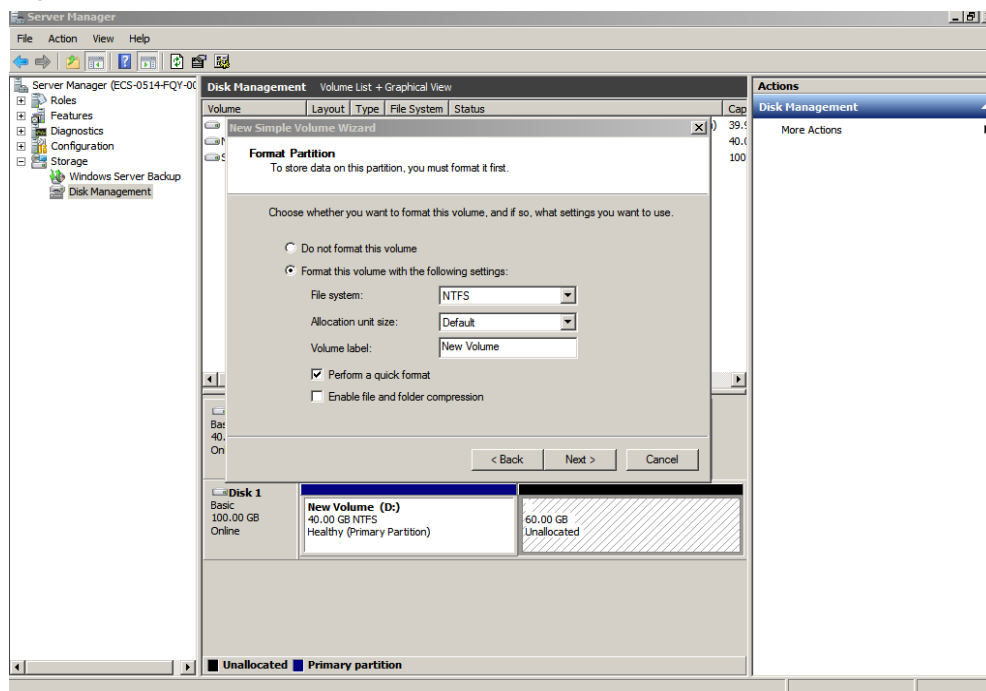 Server Manager
File Action View Help
Server Manager (ECS-0514-FQY-00
Roles
Features
Diagnostics
Configuration
Storage
Windows Server Backup
Disk Management
Disk Management Volume List + Graphical View
Volume Layout Type File System Status Cap
39.9
40.0
100
New Simple Volume Wizard
Format Partition
To store data on this partition, you must format it first.
Choose whether you want to format this volume, and if so, what settings you want to use.
Do not format this volume
Format this volume with the following settings:
File system: NTFS
Allocation unit size: Default
Volume label: New Volume
Perform a quick format
Enable file and folder compression
< Back Next > Cancel
Bas
40.
Onl
Disk 1
Basic
100.00 GB
Online
New Volume (D:)
40.00 GB NTFS
Healthy (Primary Partition)
60.00 GB
Unallocated
Unallocated Primary partition
Actions
Disk Management
More Actions